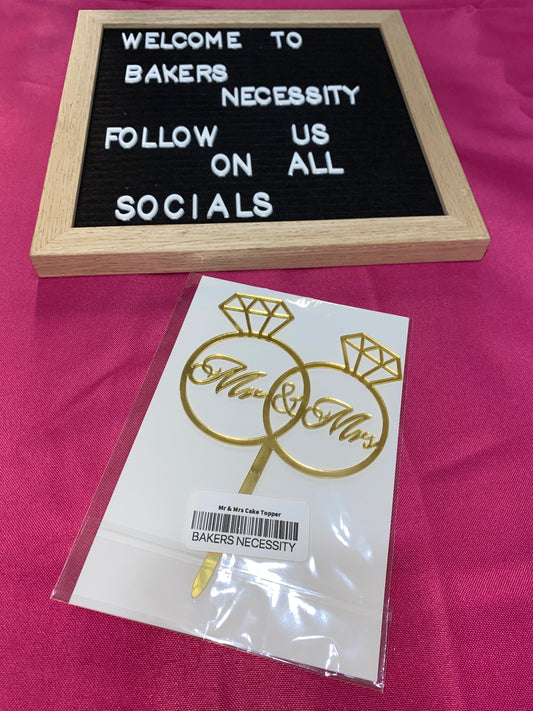 WELCOME TO
BAKERS
NECESSITY
FOLLOW US
ON ALL
SOCIALS
Mr & Mrs
Mr & Mrs Cake Topper
BAKERS NECESSITY